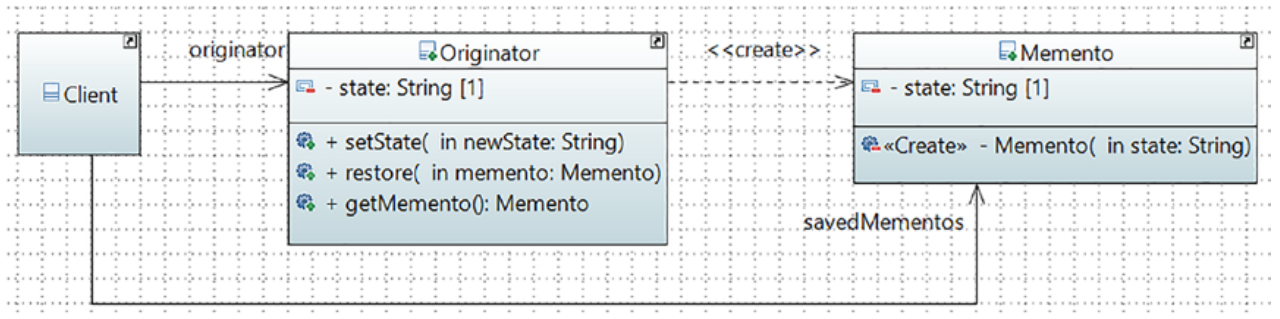 Client
originator
Originator
- state: String [1]
+ setState( in newState: String)
+ restore( in memento: Memento)
+ getMemento(): Memento
<<create>>
Memento
- state: String [1]
«Create» - Memento( in state: String)
savedMementos